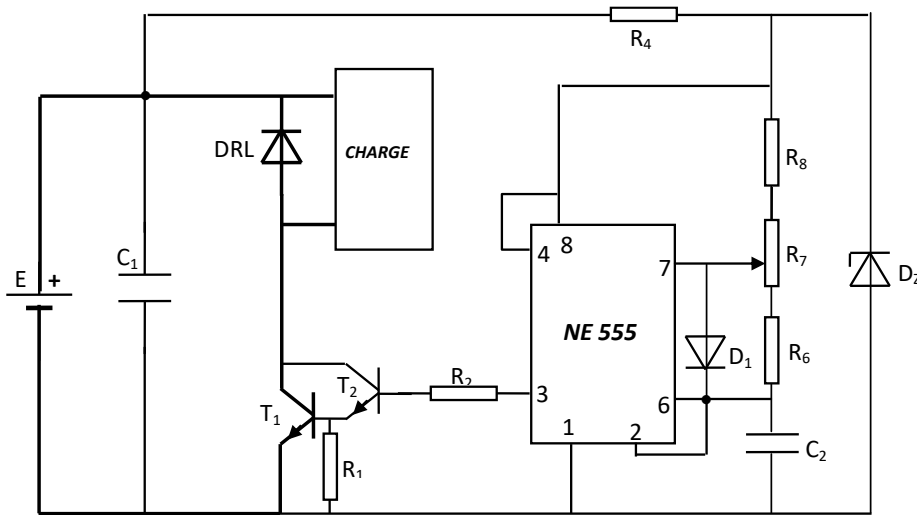 R₄
DRL
CHARGE
R₈
C₁
E +
4
8
7
R₇
D_Z
NE 555
D₁
R₆
T₂
R₂
3
6
T₁
1
2
R₁
C₂